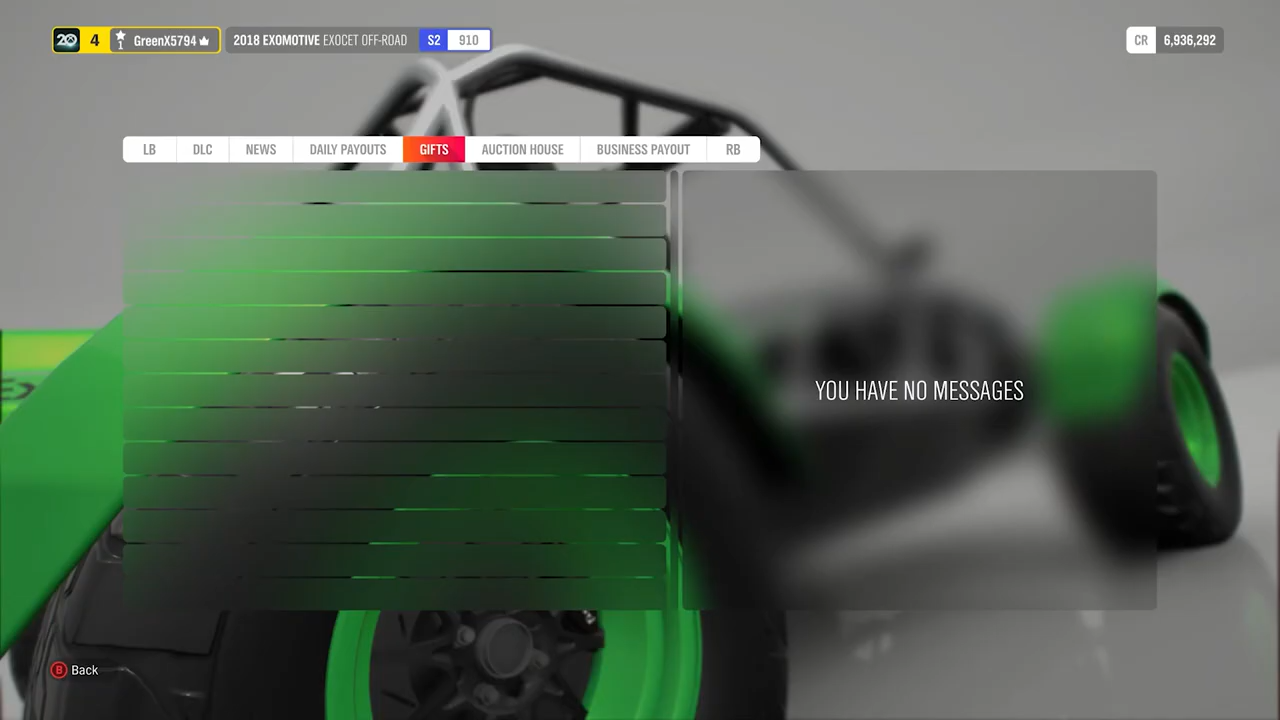 20 4 1 GreenX5794 2018 EXOMOTIVE EXOCET OFF-ROAD S2 910 CR 6,936,292
LB DLC NEWS DAILY PAYOUTS GIFTS AUCTION HOUSE BUSINESS PAYOUT RB
YOU HAVE NO MESSAGES
B Back